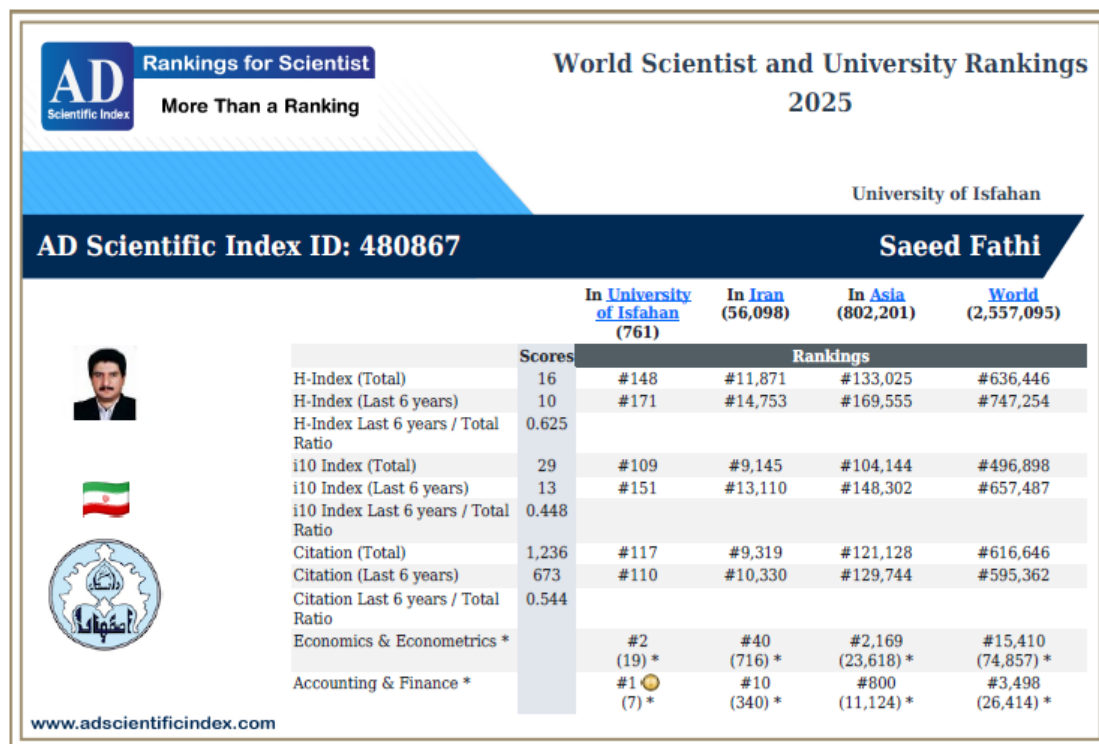 AD
Scientific Index
Rankings for Scientist
More Than a Ranking
World Scientist and University Rankings
2025
University of Isfahan
AD Scientific Index ID: 480867
Saeed Fathi
In University of Isfahan (761) In Iran (56,098) In Asia (802,201) World (2,557,095)
Scores Rankings
H-Index (Total) 16 #148 #11,871 #133,025 #636,446
H-Index (Last 6 years) 10 #171 #14,753 #169,555 #747,254
H-Index Last 6 years / Total 0.625
Ratio
i10 Index (Total) 29 #109 #9,145 #104,144 #496,898
i10 Index (Last 6 years) 13 #151 #13,110 #148,302 #657,487
i10 Index Last 6 years / Total 0.448
Ratio
Citation (Total) 1,236 #117 #9,319 #121,128 #616,646
Citation (Last 6 years) 673 #110 #10,330 #129,744 #595,362
Citation Last 6 years / Total 0.544
Ratio
Economics & Econometrics * #2 #40 #2,169 #15,410
(19) * (716) * (23,618) * (74,857) *
Accounting & Finance * #1 #10 #800 #3,498
(7) * (340) * (11,124) * (26,414) *
www.adscientificindex.com